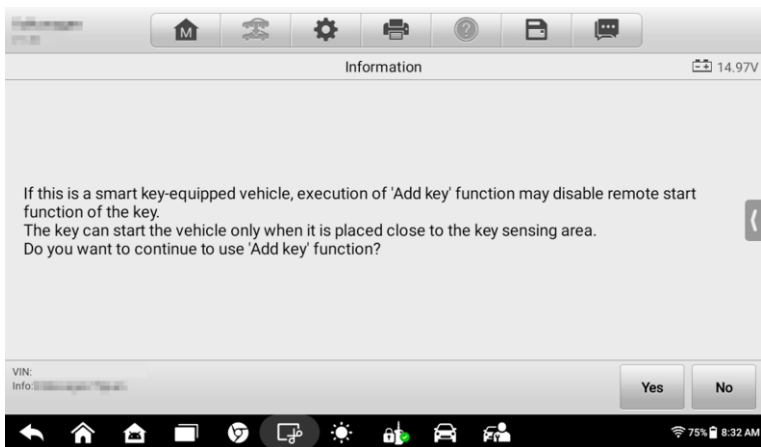 M
Information
14.97V
If this is a smart key-equipped vehicle, execution of 'Add key' function may disable remote start
function of the key.
The key can start the vehicle only when it is placed close to the key sensing area.
Do you want to continue to use 'Add key' function?
VIN:
Info:
Yes
No
75%
8:32 AM